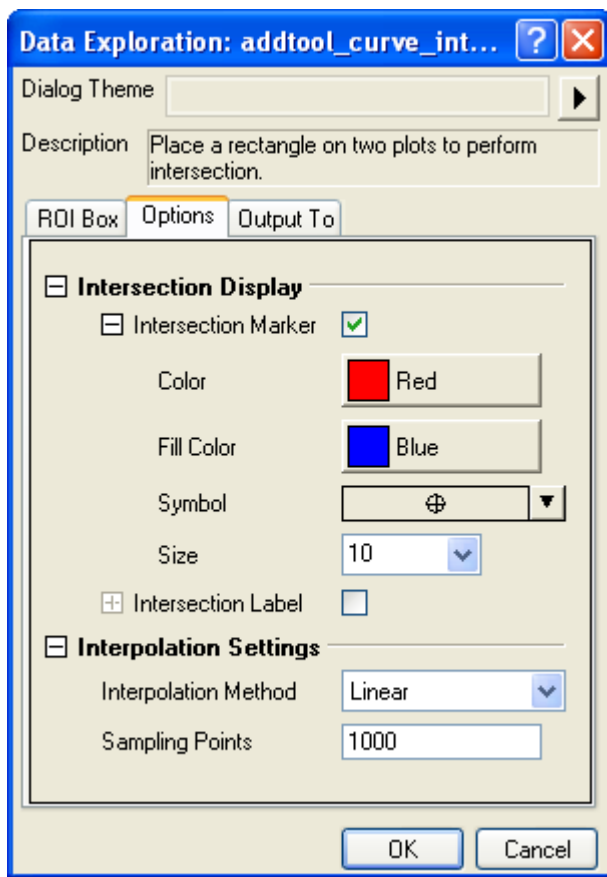 Data Exploration: addtool_curve_int...
Dialog Theme
Description Place a rectangle on two plots to perform
intersection.
ROI Box Options Output To
Intersection Display
Intersection Marker
Color Red
Fill Color Blue
Symbol
Size 10
Intersection Label
Interpolation Settings
Interpolation Method Linear
Sampling Points 1000
OK Cancel